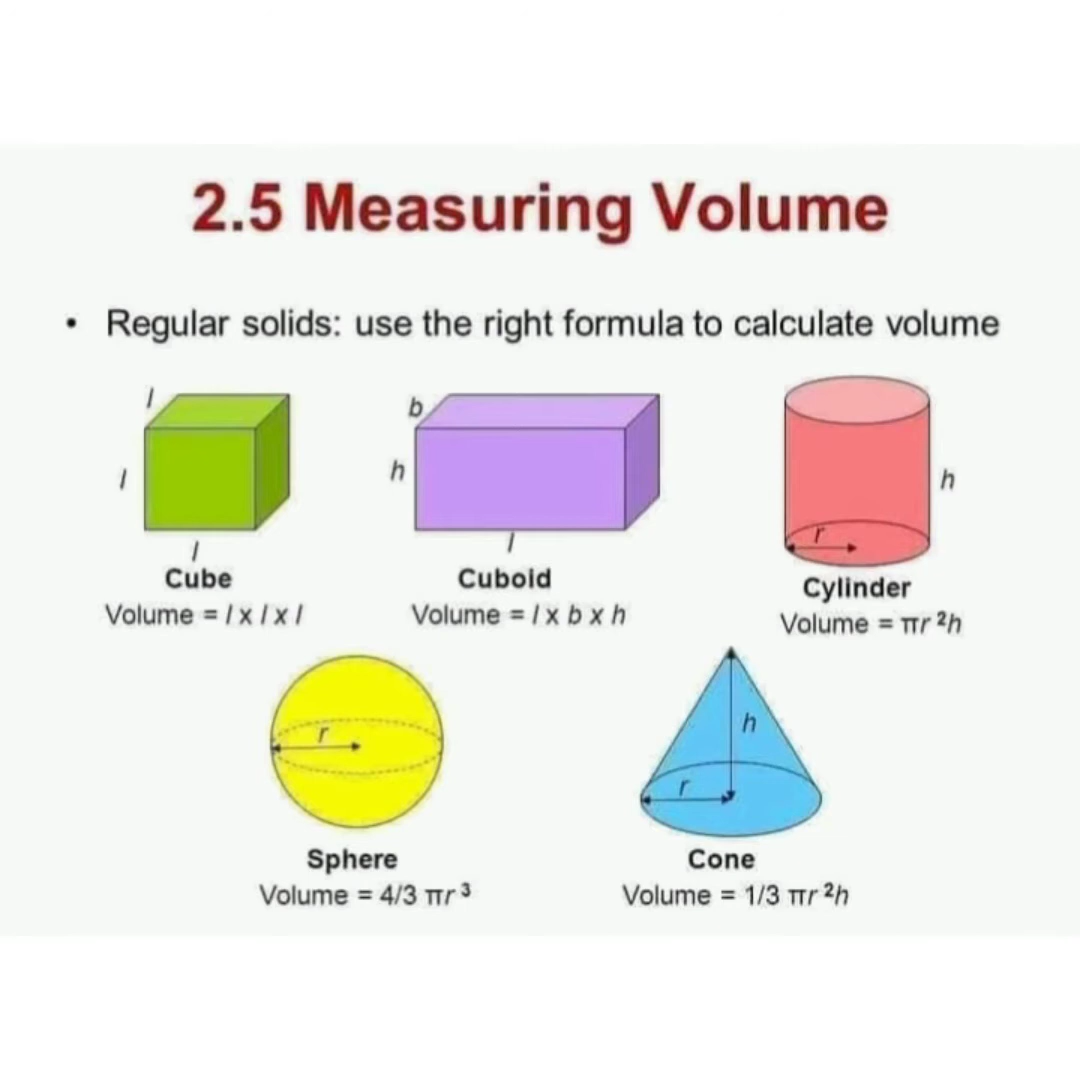 2.5 Measuring Volume
• Regular solids: use the right formula to calculate volume
l
l
l
Cube
Volume = l x l x l
b
h
l
Cuboid
Volume = l x b x h
h
r
Cylinder
Volume = πr ²h
r
Sphere
Volume = 4/3 πr ³
h
r
Cone
Volume = 1/3 πr ²h